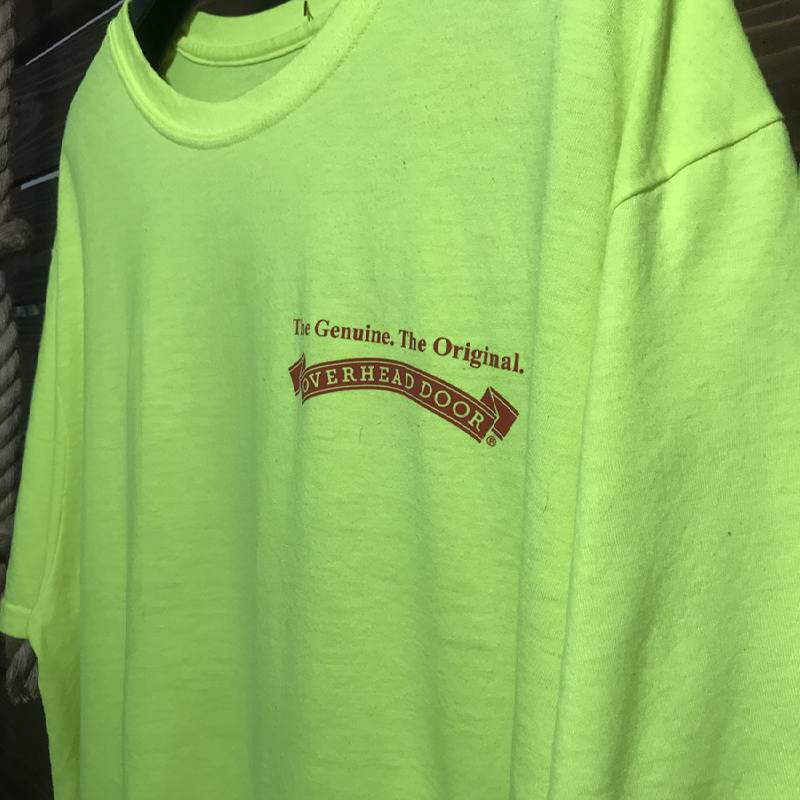 The Genuine. The Original.
OVERHEAD DOOR®